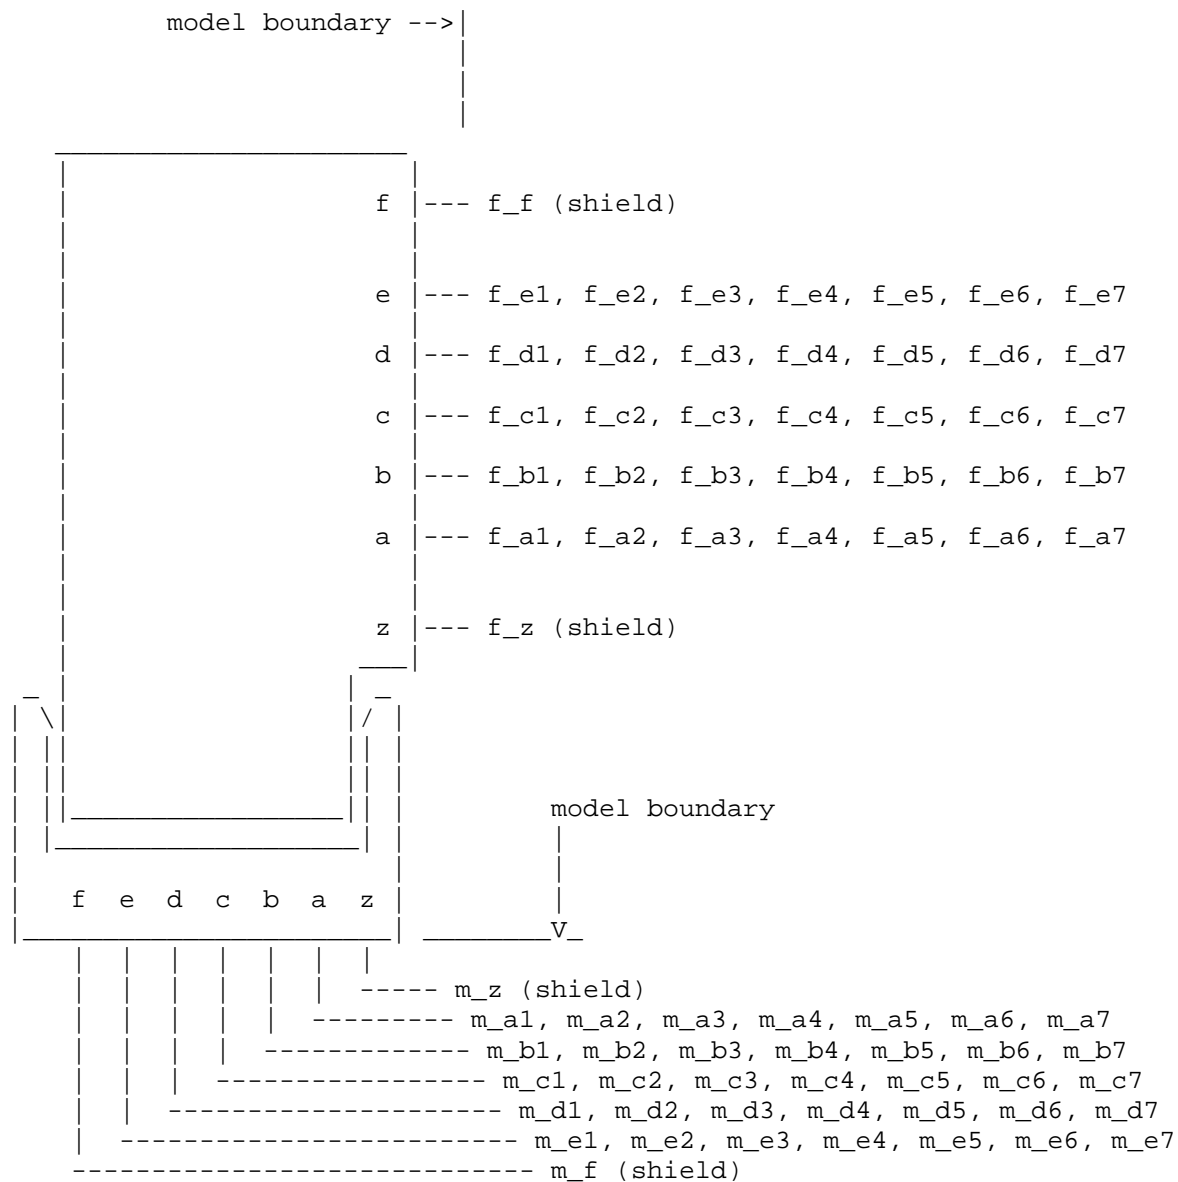 model boundary -->|
f |--- f_f (shield)
e |--- f_e1, f_e2, f_e3, f_e4, f_e5, f_e6, f_e7
d |--- f_d1, f_d2, f_d3, f_d4, f_d5, f_d6, f_d7
c |--- f_c1, f_c2, f_c3, f_c4, f_c5, f_c6, f_c7
b |--- f_b1, f_b2, f_b3, f_b4, f_b5, f_b6, f_b7
a |--- f_a1, f_a2, f_a3, f_a4, f_a5, f_a6, f_a7
z |--- f_z (shield)
model boundary
f e d c b a z
V
----- m_z (shield)
--------- m_a1, m_a2, m_a3, m_a4, m_a5, m_a6, m_a7
------------- m_b1, m_b2, m_b3, m_b4, m_b5, m_b6, m_b7
----------------- m_c1, m_c2, m_c3, m_c4, m_c5, m_c6, m_c7
--------------------- m_d1, m_d2, m_d3, m_d4, m_d5, m_d6, m_d7
------------------------- m_e1, m_e2, m_e3, m_e4, m_e5, m_e6, m_e7
----------------------------- m_f (shield)